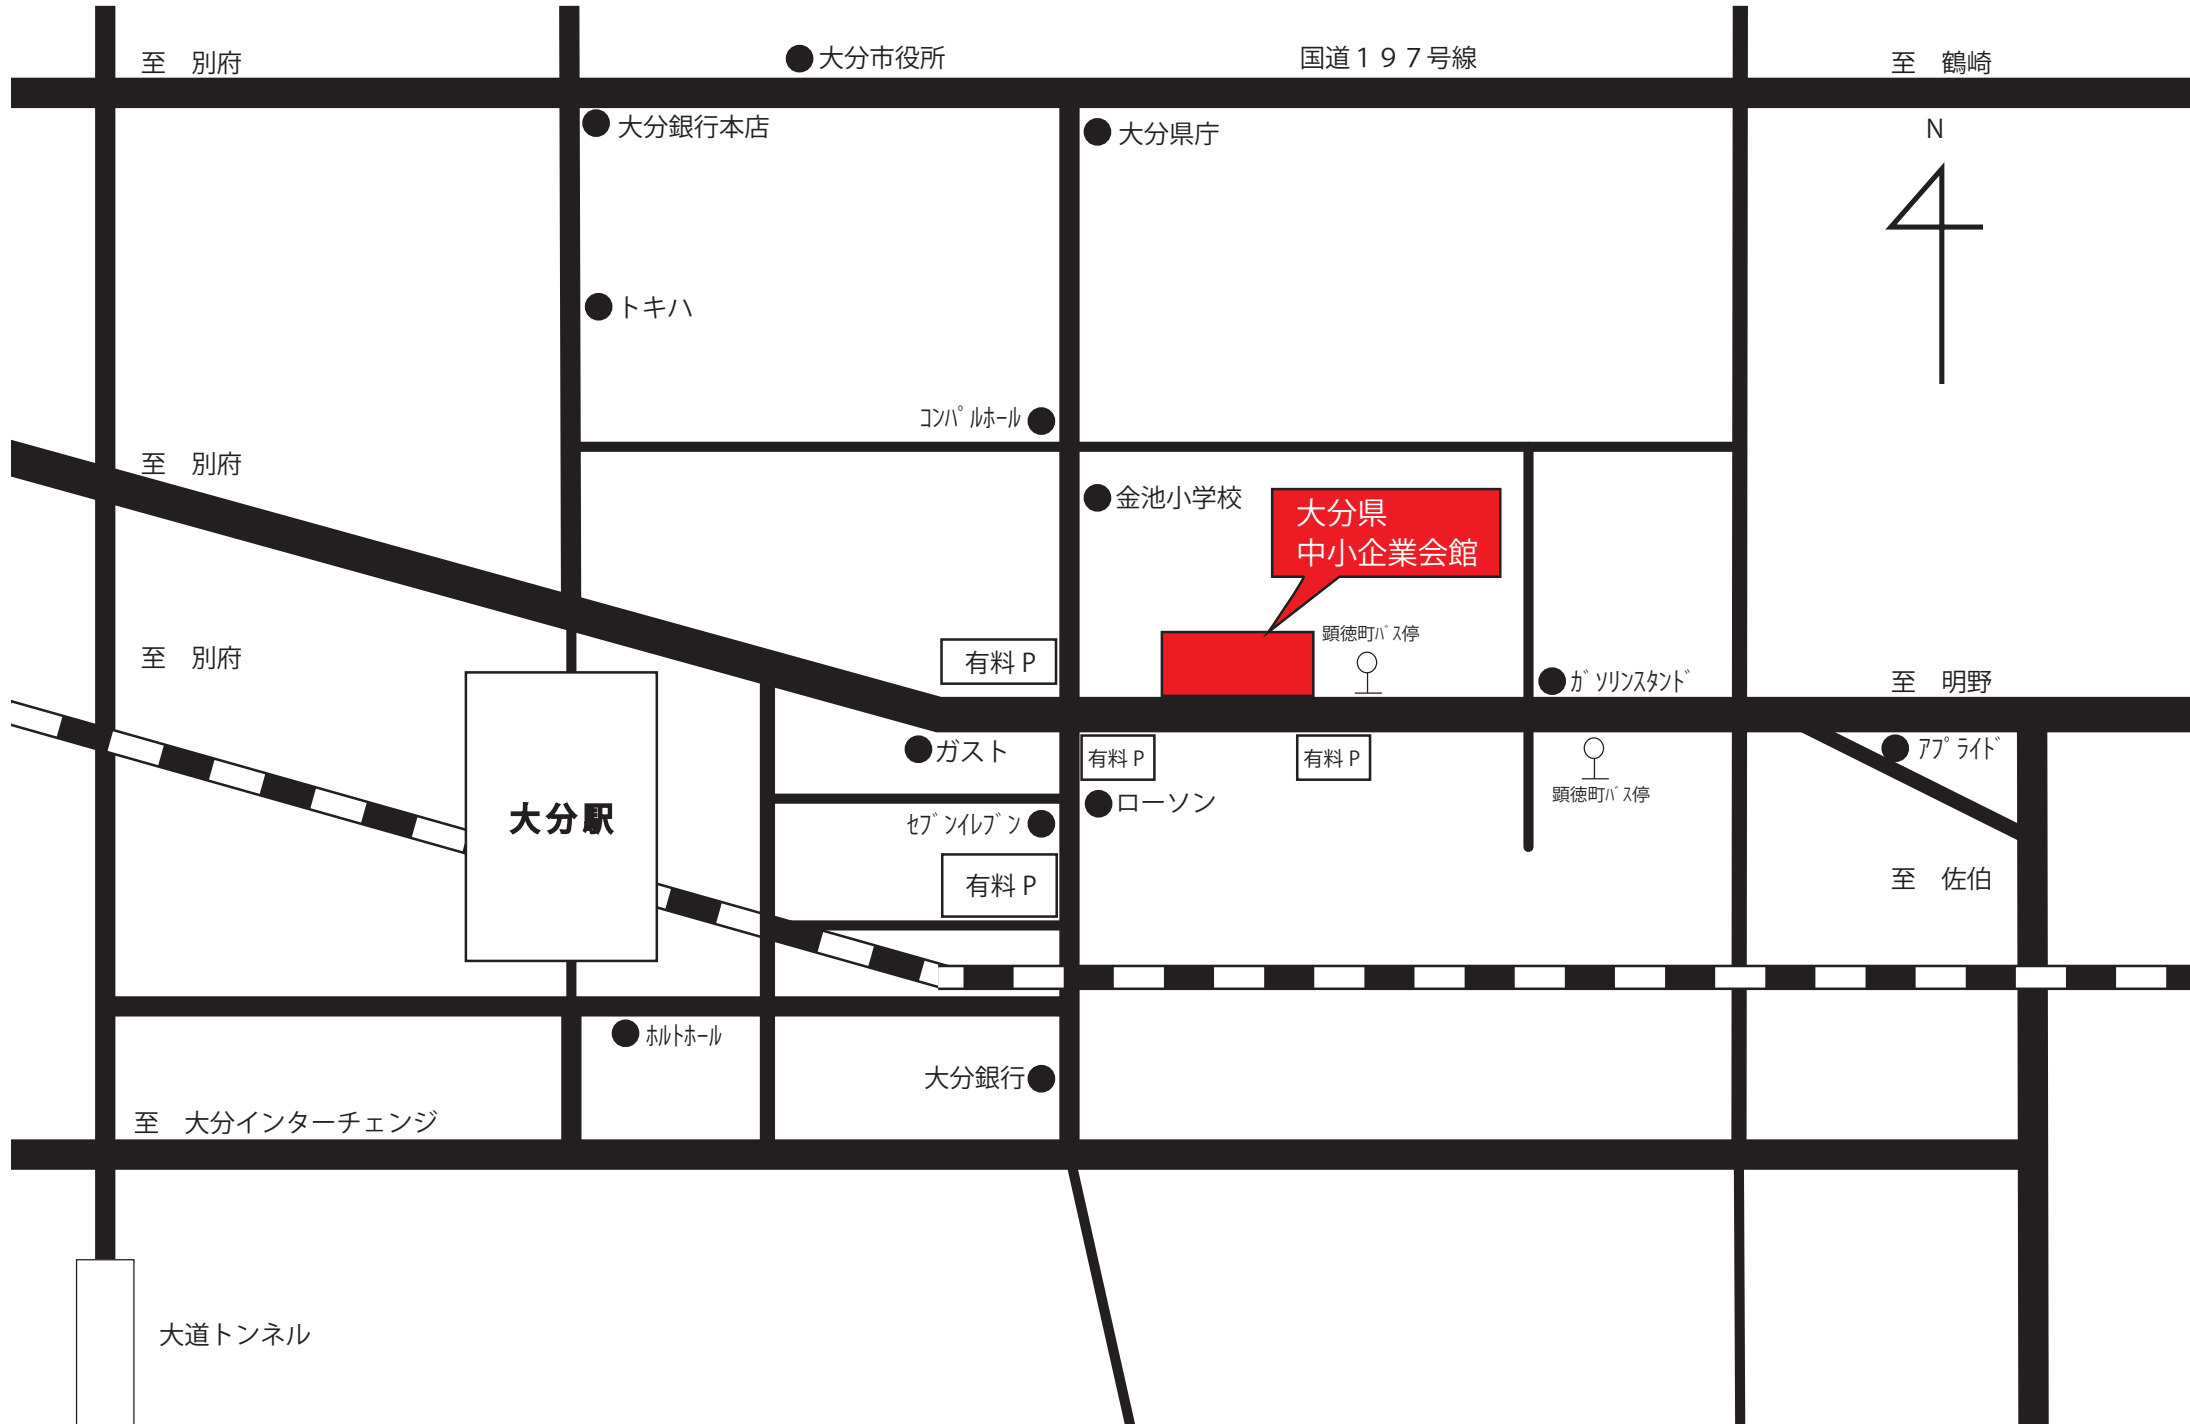 至　別府
大分市役所
国道１９７号線
至　鶴崎
大分銀行本店
大分県庁
N
トキハ
ｺﾝﾊﾟﾙﾎｰﾙ
至　別府
金池小学校
大分県
中小企業会館
顕徳町ﾊﾞｽ停
至　別府
有料 P
ｶﾞｿﾘﾝｽﾀﾝﾄﾞ
至　明野
ガスト
有料 P
有料 P
ｱﾌﾟﾗｲﾄﾞ
顕徳町ﾊﾞｽ停
大分駅
ｾﾌﾞﾝｲﾚﾌﾞﾝ
ローソン
有料 P
至　佐伯
ﾎﾙﾄﾎｰﾙ
大分銀行
至　大分インターチェンジ
大道トンネル